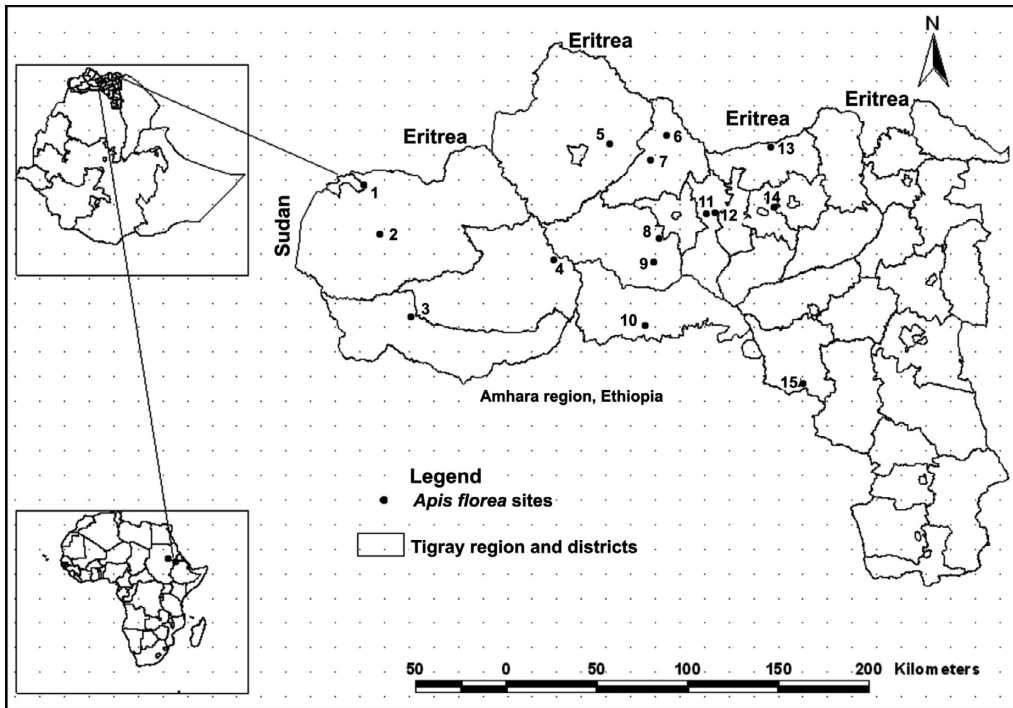 N
Eritrea
Eritrea
Eritrea
Eritrea
Sudan
1
2
3
4
5
6
7
8
9
10
11
12
13
14
15
Amhara region, Ethiopia
Legend
Apis florea sites
Tigray region and districts
50 0 50 100 150 200 Kilometers